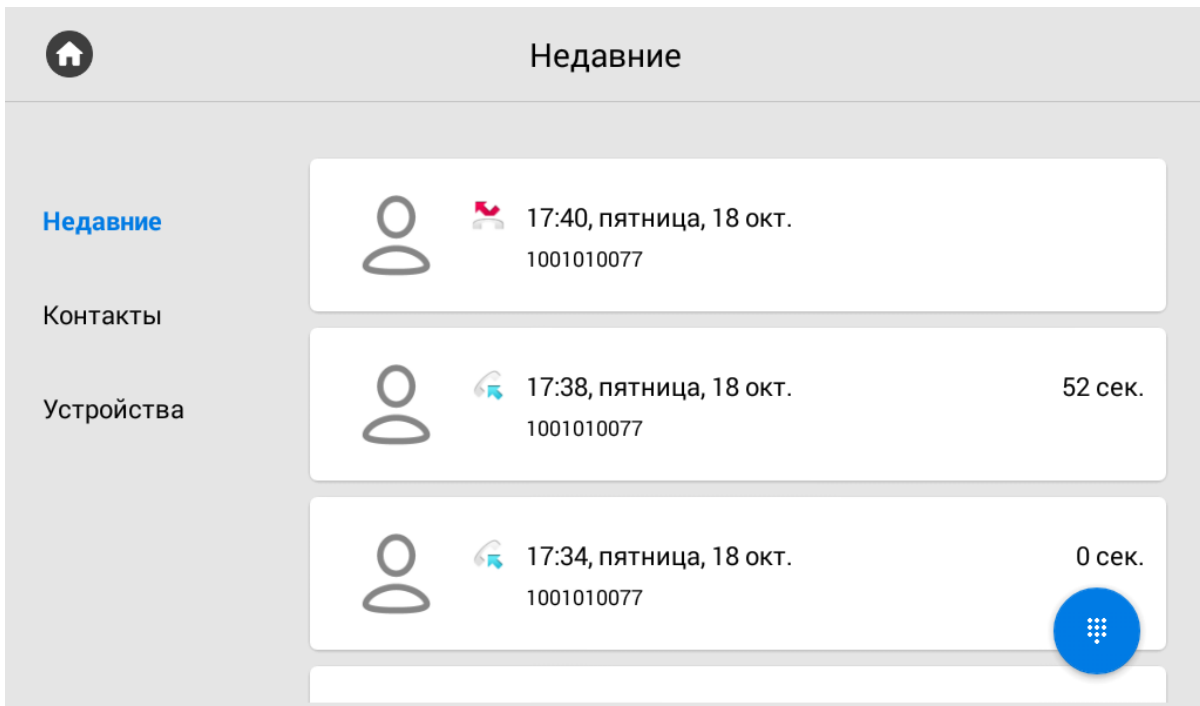 Недавние
Недавние
Контакты
Устройства
17:40, пятница, 18 окт.
1001010077
17:38, пятница, 18 окт. 52 сек.
1001010077
17:34, пятница, 18 окт. 0 сек.
1001010077